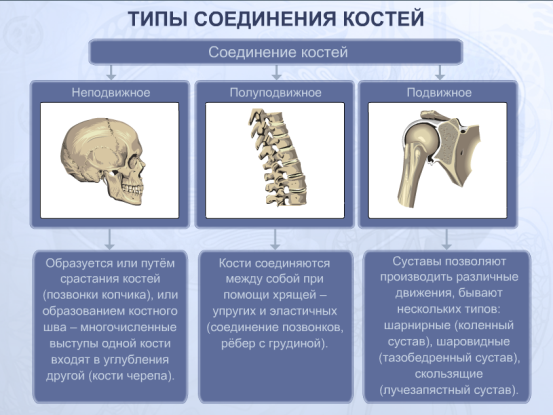 ТИПЫ СОЕДИНЕНИЯ КОСТЕЙ
Соединение костей
Неподвижное
Полуподвижное
Подвижное
Образуется или путём
срастания костей
(позвонки копчика), или
образованием костного
шва – многочисленные
выступы одной кости
входят в углубления
другой (кости черепа).
Кости соединяются
между собой при
помощи хрящей –
упругих и эластичных
(соединение позвонков,
рёбер с грудиной).
Суставы позволяют
производить различные
движения, бывают
нескольких типов:
шарнирные (коленный
сустав), шаровидные
(тазобедренный сустав),
скользящие
(лучезапястный сустав).